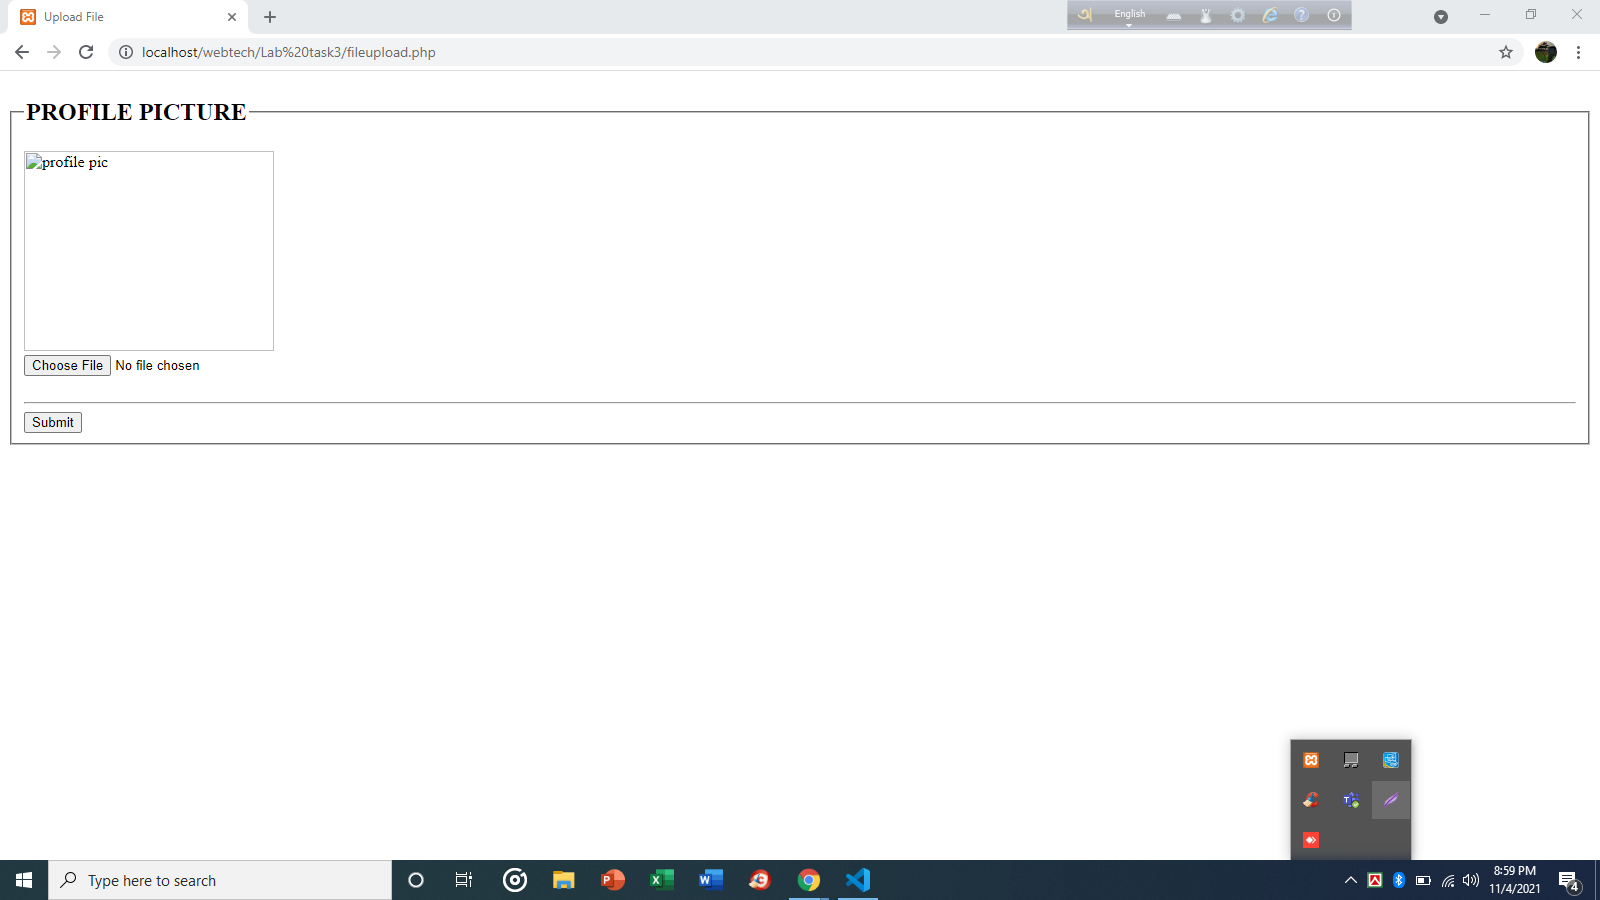 Upload File
অ English
localhost/webtech/Lab%20task3/fileupload.php
PROFILE PICTURE
profile pic
Choose File No file chosen
Submit
Type here to search
8:59 PM
11/4/2021
4